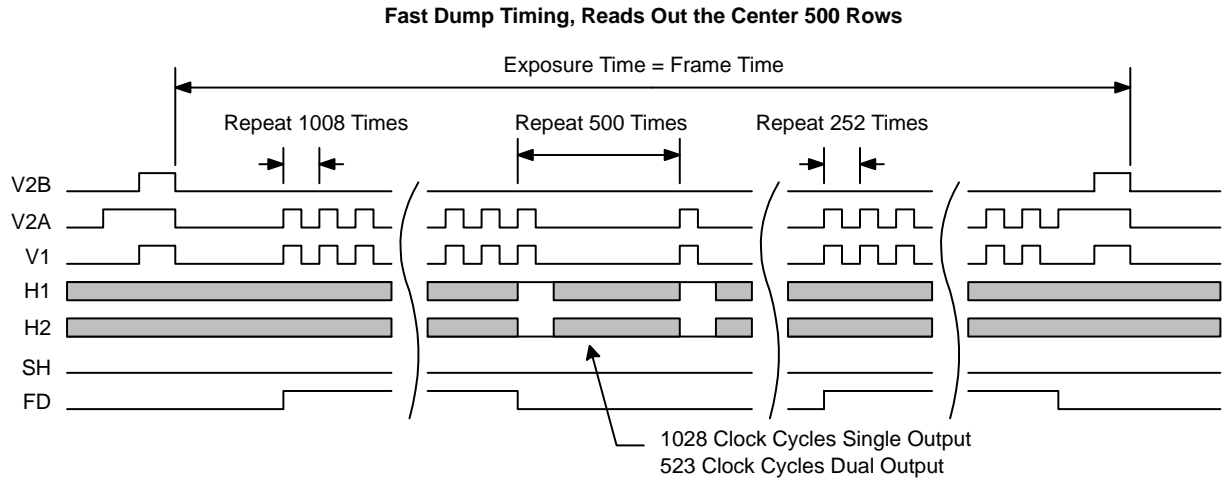 Fast Dump Timing, Reads Out the Center 500 Rows
Exposure Time = Frame Time
Repeat 1008 Times
Repeat 500 Times
Repeat 252 Times
V2B
V2A
V1
H1
H2
SH
FD
1028 Clock Cycles Single Output
523 Clock Cycles Dual Output